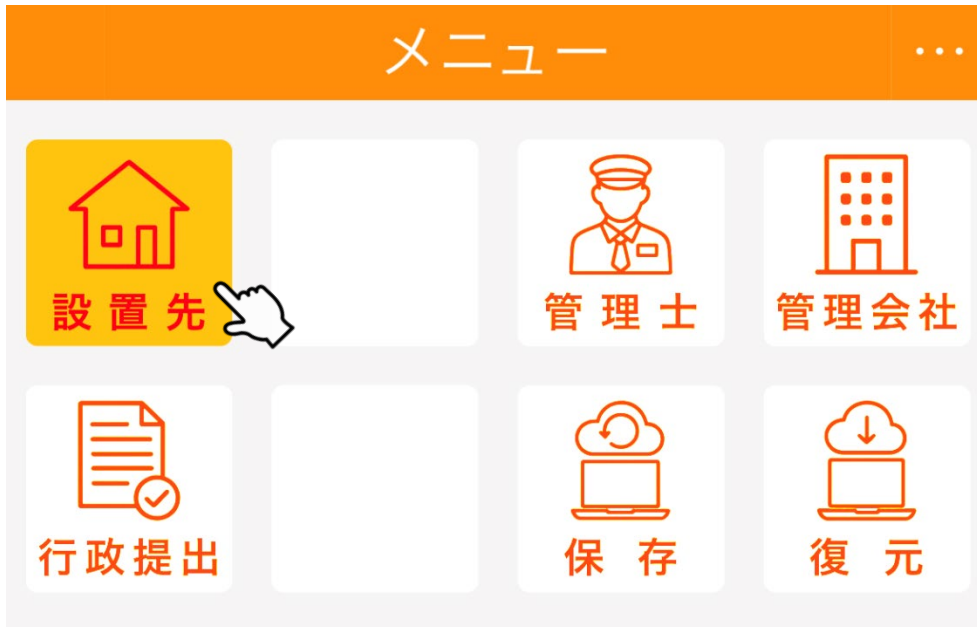 メニュー
設置先
管理士
管理会社
行政提出
保存
復元